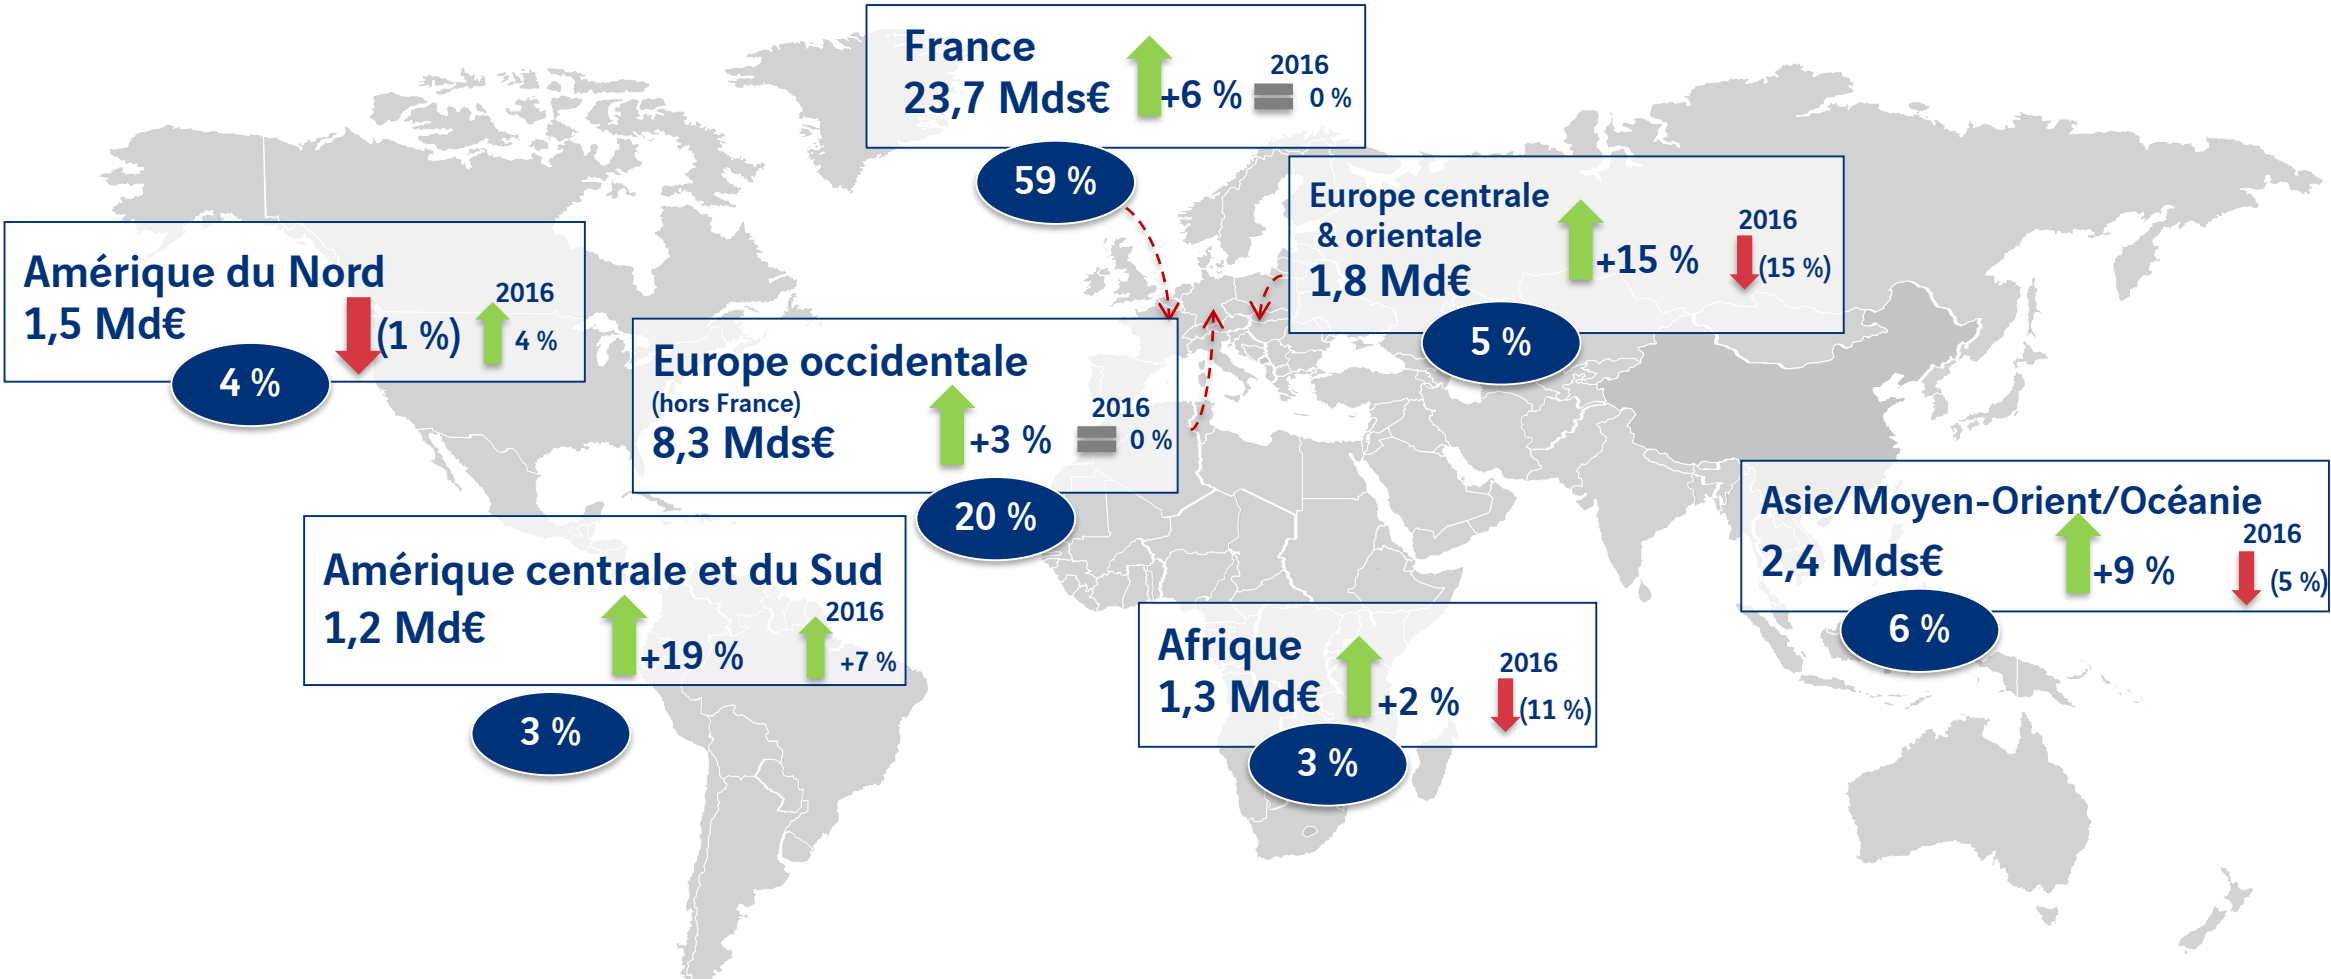 France
23,7 Mds€
+6 %
2016
0 %
59 %
Europe centrale
& orientale
1,8 Md€
+15 %
2016
(15 %)
5 %
Amérique du Nord
1,5 Md€
(1 %)
2016
4 %
4 %
Europe occidentale
(hors France)
8,3 Mds€
+3 %
2016
0 %
20 %
Asie/Moyen-Orient/Océanie
2,4 Mds€
+9 %
2016
(5 %)
6 %
Amérique centrale et du Sud
1,2 Md€
+19 %
2016
+7 %
3 %
Afrique
1,3 Md€
+2 %
2016
(11 %)
3 %